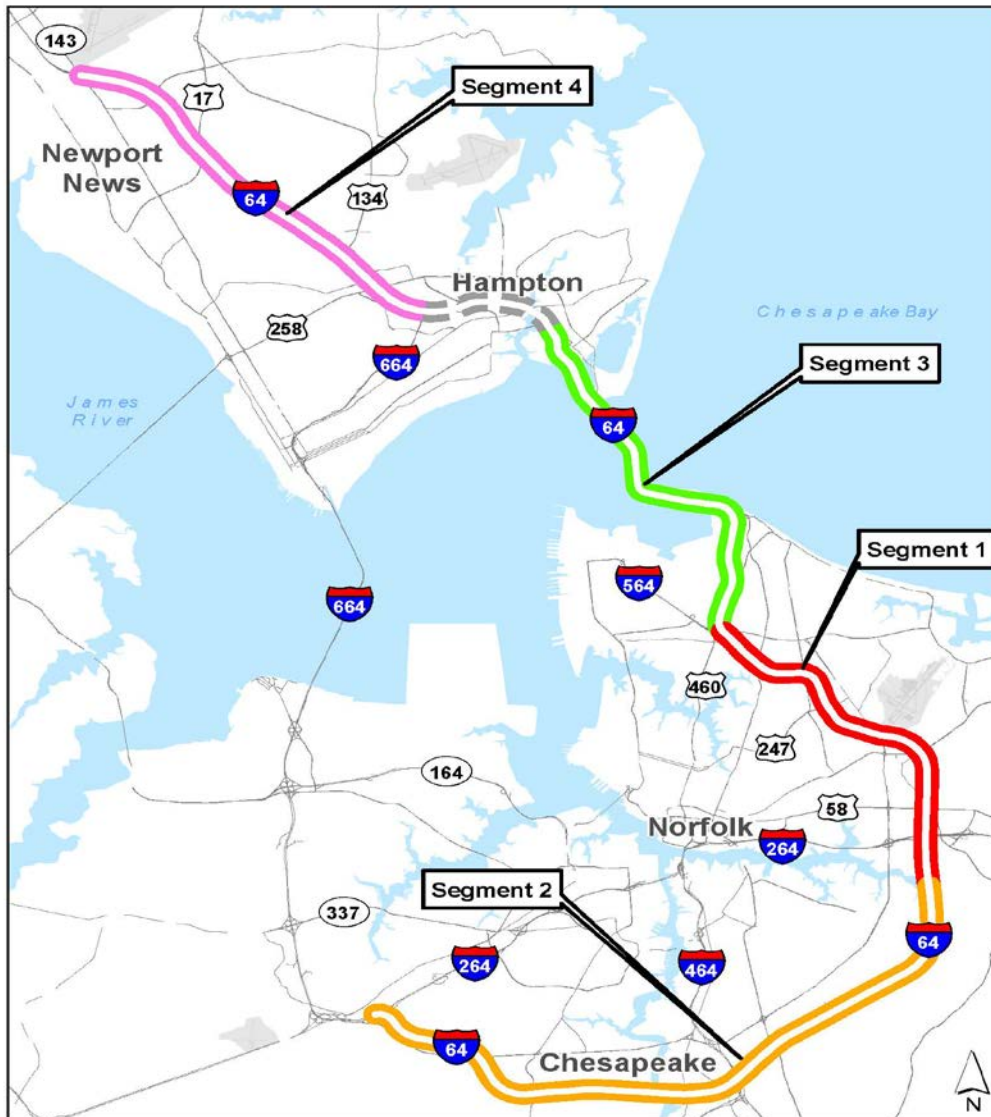 143
Segment 4
17
Newport
News
64
134
Hampton
258
664
Chesapeake Bay
Segment 3
James
River
64
Segment 1
564
664
460
247
164
58
Norfolk
264
Segment 2
337
64
264
464
64
Chesapeake
N